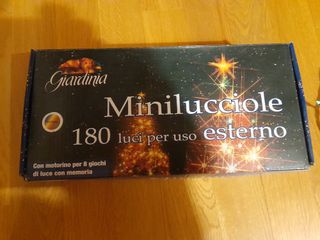 Giardinia
Minilucciole
180 luci per uso esterno
Con motorino per 8 giochi
di luce con memoria